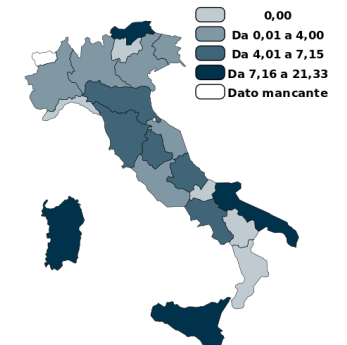 0,00
Da 0,01 a 4,00
Da 4,01 a 7,15
Da 7,16 a 21,33
Dato mancante